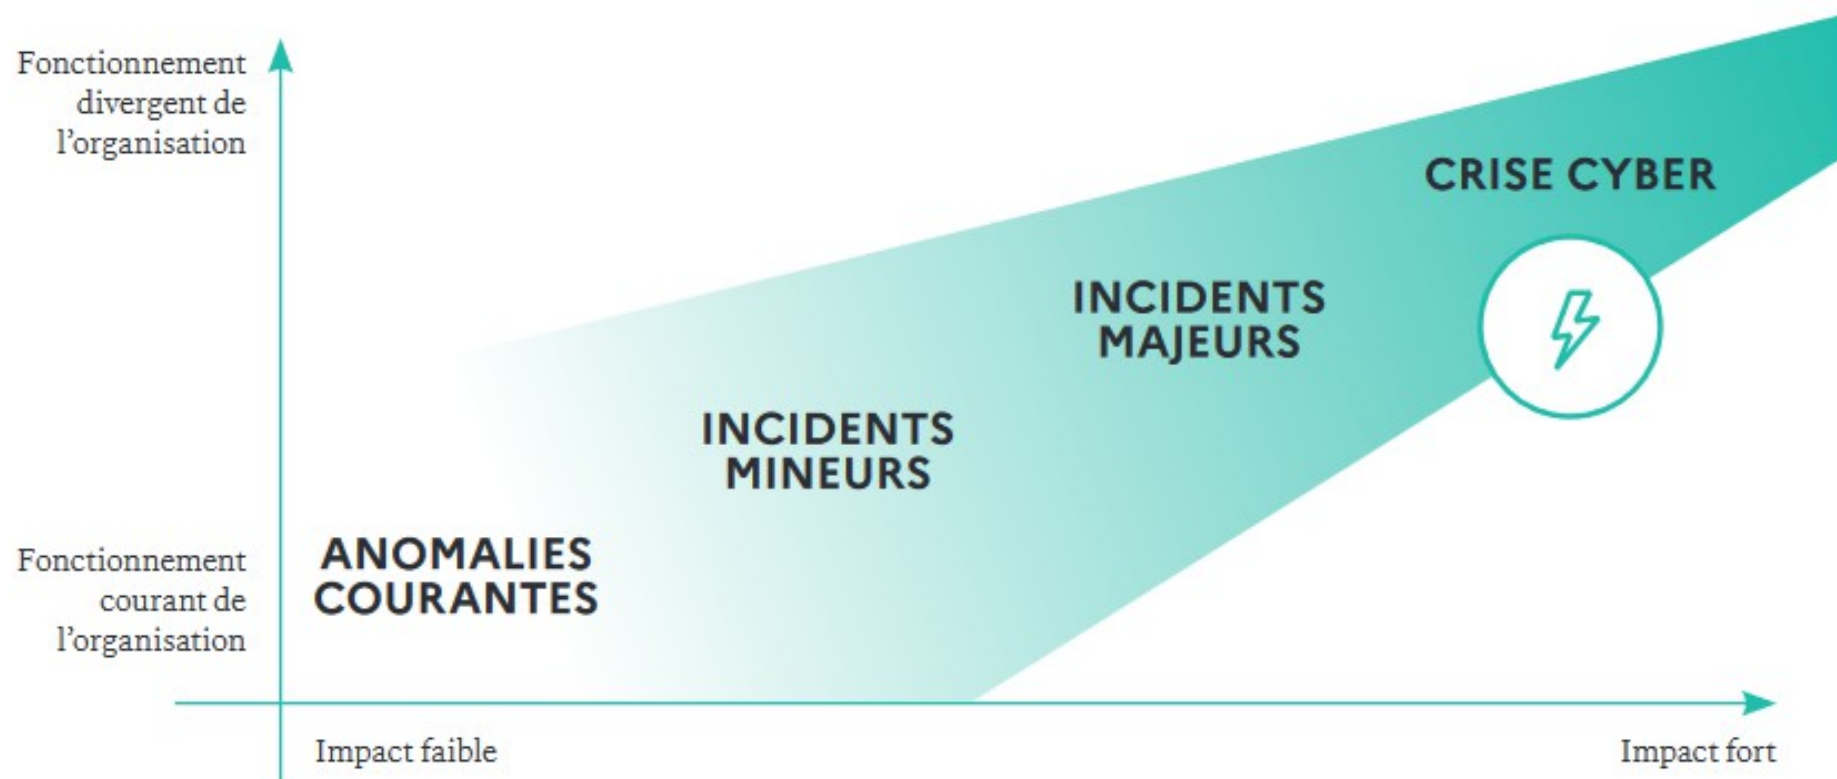 Fonctionnement
divergent de
l’organisation
CRISE CYBER
INCIDENTS
MAJEURS
INCIDENTS
MINEURS
ANOMALIES
COURANTES
Fonctionnement
courant de
l’organisation
Impact faible
Impact fort